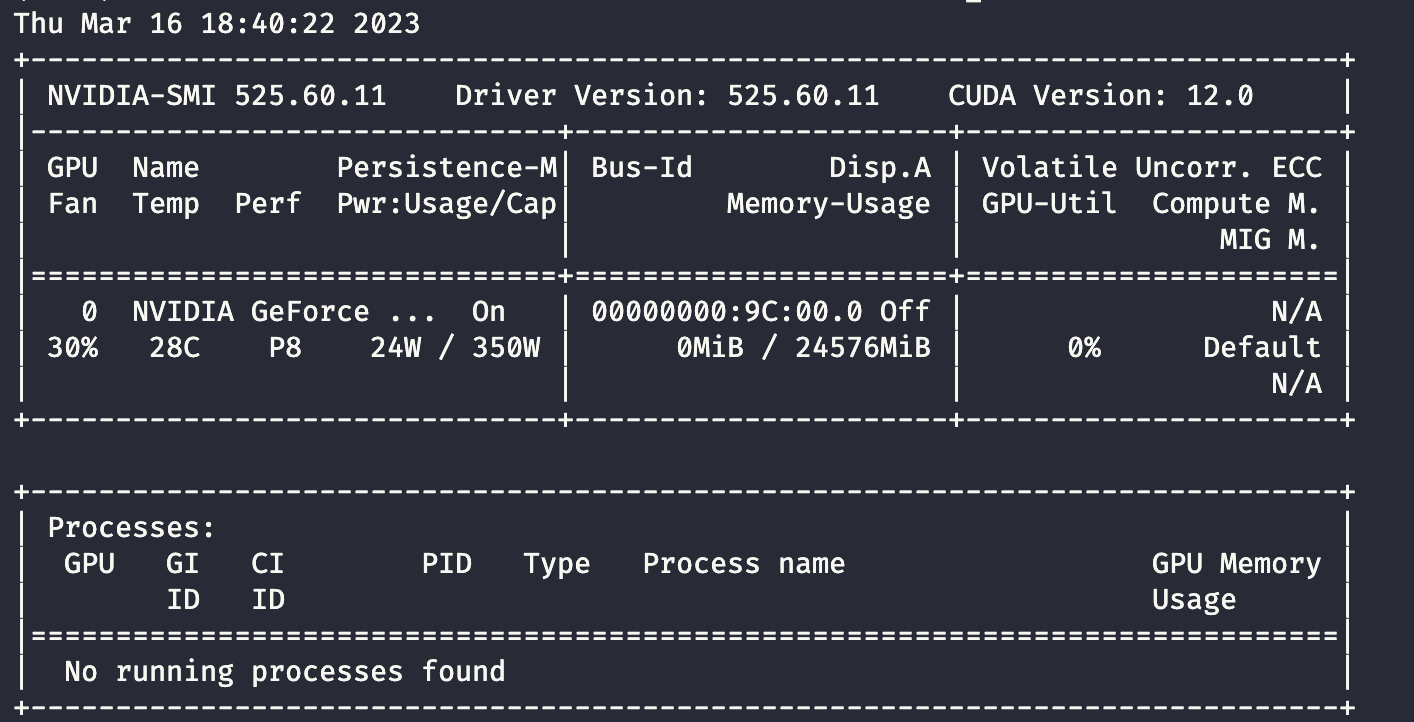 Thu Mar 16 18:40:22 2023
+-----------------------------------------------------------------------------+
| NVIDIA-SMI 525.60.11    Driver Version: 525.60.11    CUDA Version: 12.0     |
|-------------------------------+----------------------+----------------------+
| GPU  Name        Persistence-M| Bus-Id        Disp.A | Volatile Uncorr. ECC |
| Fan  Temp  Perf  Pwr:Usage/Cap|         Memory-Usage | GPU-Util  Compute M. |
|                               |                      |               MIG M. |
|===============================+======================+======================|
|   0  NVIDIA GeForce ...  On   | 00000000:9C:00.0 Off |                  N/A |
| 30%   28C    P8    24W / 350W |      0MiB / 24576MiB |      0%      Default |
|                               |                      |                  N/A |
+-------------------------------+----------------------+----------------------+

+-----------------------------------------------------------------------------+
| Processes:                                                                  |
|  GPU   GI   CI        PID   Type   Process name                  GPU Memory |
|        ID   ID                                                   Usage      |
|=============================================================================|
|  No running processes found                                                 |
+-----------------------------------------------------------------------------+